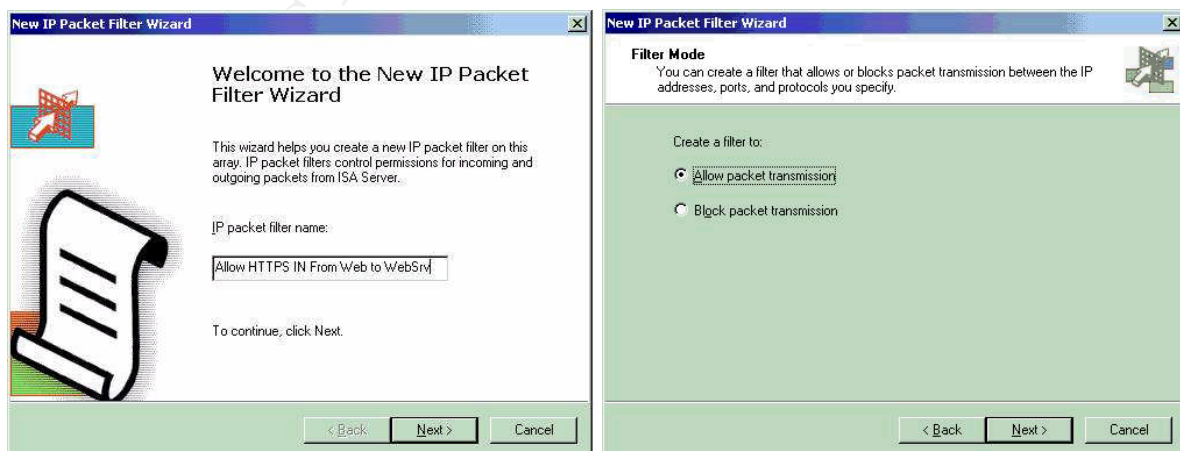 New IP Packet Filter Wizard
Welcome to the New IP Packet
Filter Wizard
This wizard helps you create a new IP packet filter on this
array. IP packet filters control permissions for incoming and
outgoing packets from ISA Server.
IP packet filter name:
Allow HTTPS IN From Web to WebSrv
To continue, click Next.
< Back
Next >
Cancel
New IP Packet Filter Wizard
Filter Mode
You can create a filter that allows or blocks packet transmission between the IP
addresses, ports, and protocols you specify.
Create a filter to:
Allow packet transmission
Block packet transmission
< Back
Next >
Cancel